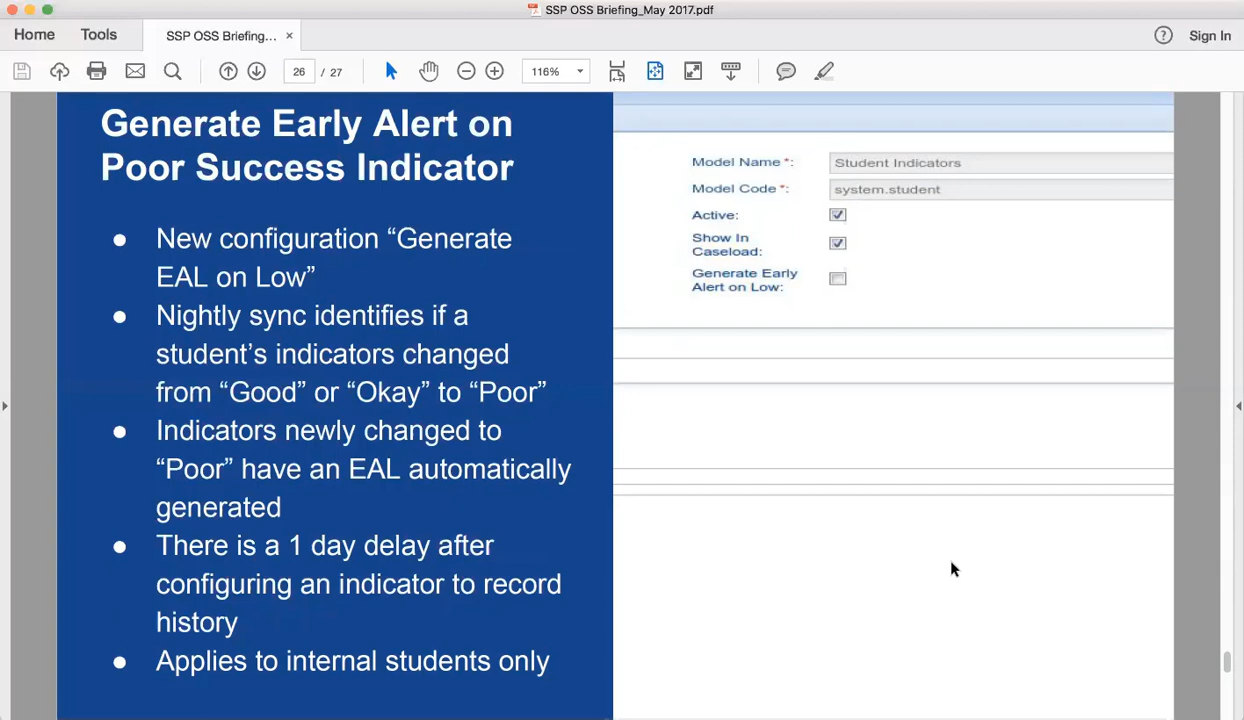 SSP OSS Briefing_May 2017.pdf
Home Tools SSP OSS Briefing... × ? Sign In
26 / 27 116%
Generate Early Alert on
Poor Success Indicator
● New configuration “Generate
EAL on Low”
● Nightly sync identifies if a
student’s indicators changed
from “Good” or “Okay” to “Poor”
● Indicators newly changed to
“Poor” have an EAL automatically
generated
● There is a 1 day delay after
configuring an indicator to record
history
● Applies to internal students only
Model Name *: Student Indicators
Model Code *: system.student
Active:
Show In
Caseload:
Generate Early
Alert on Low: